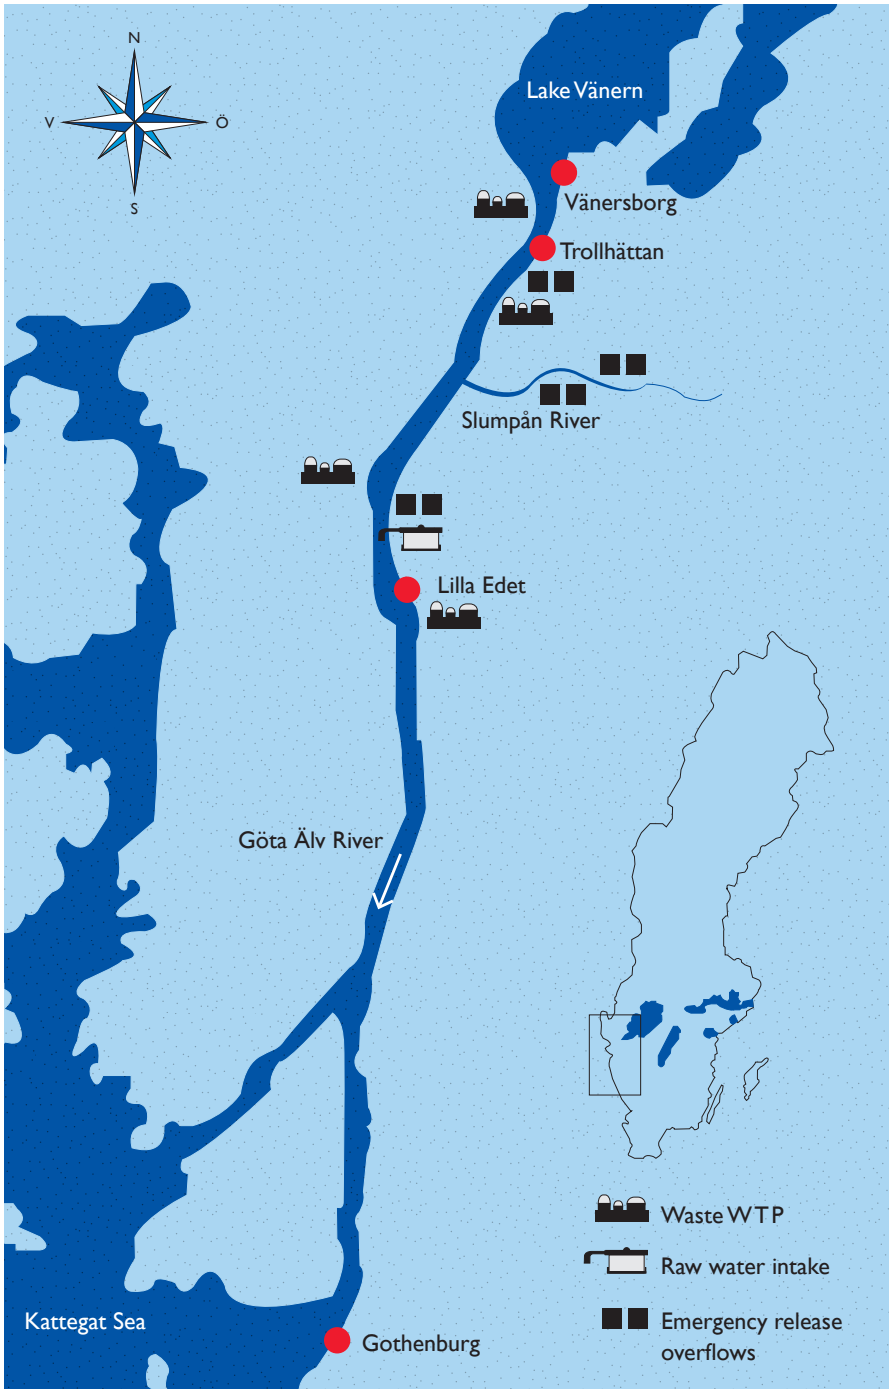 N
V
Ö
S
Lake Vänern
Vänersborg
Trollhättan
Slumpån River
Lilla Edet
Göta Älv River
Kattegat Sea
Gothenburg
Waste WTP
Raw water intake
Emergency release
overflows